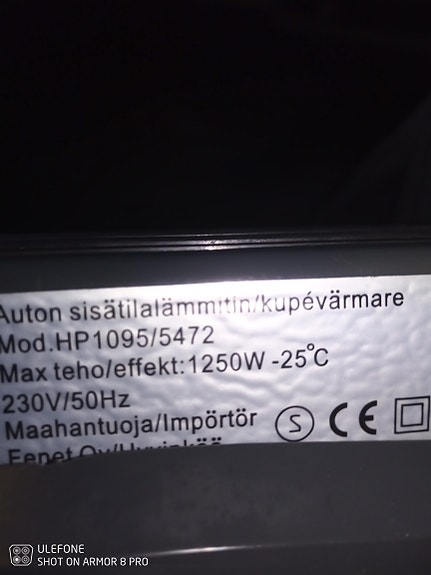 Auton sisätilalämmitin/kupévärmare
Mod.HP1095/5472
Max teho/effekt:1250W -25°C
230V/50Hz
Maahantuoja/Impörtör
S CE
ULEFONE
SHOT ON ARMOR 8 PRO